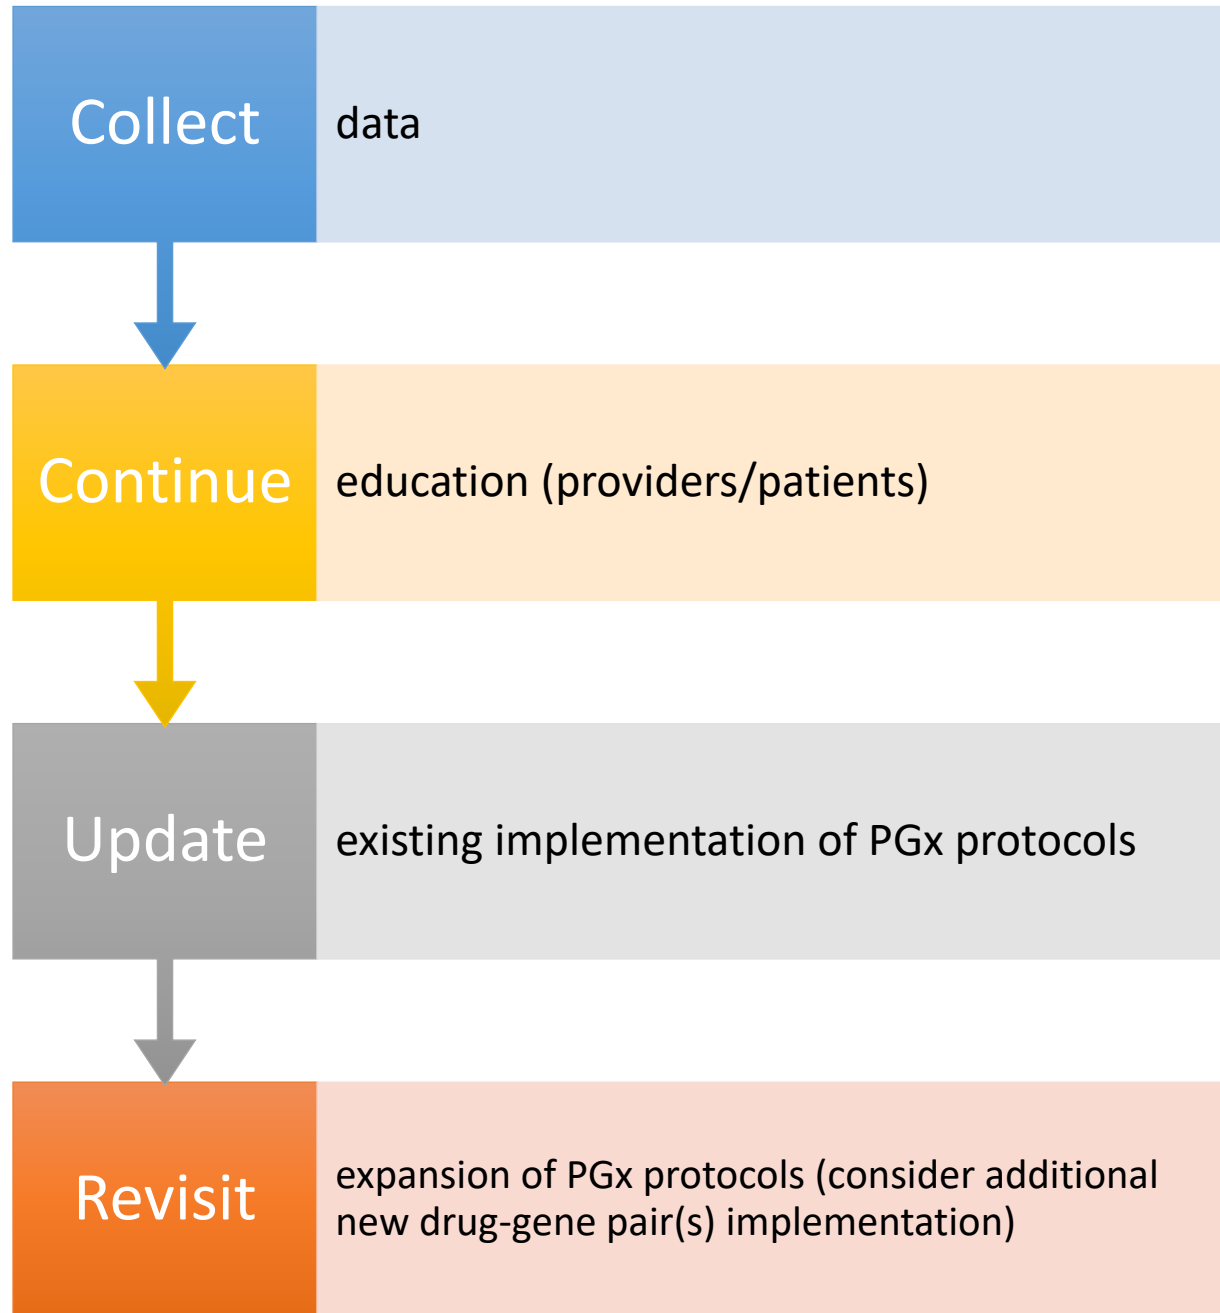 Collect
data
Continue
education (providers/patients)
Update
existing implementation of PGx protocols
Revisit
expansion of PGx protocols (consider additional
new drug-gene pair(s) implementation)